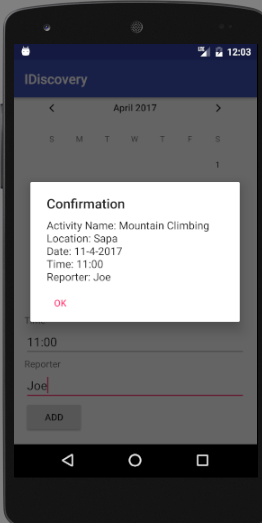 12:03
IDiscovery
April 2017
S M T W T F S
1
Confirmation
Activity Name: Mountain Climbing
Location: Sapa
Date: 11-4-2017
Time: 11:00
Reporter: Joe
OK
11:00
Reporter
Joe
ADD